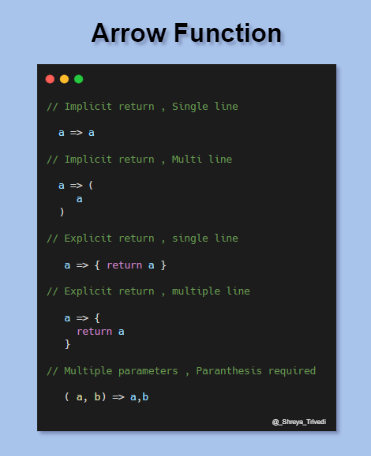 Arrow Function
// Implicit return , Single line
a => a
// Implicit return , Multi line
a => (
a
)
// Explicit return , single line
a => { return a }
// Explicit return , multiple line
a => {
return a
}
// Multiple parameters , Paranthesis required
( a, b) => a,b
@_Shreya_Trivedi